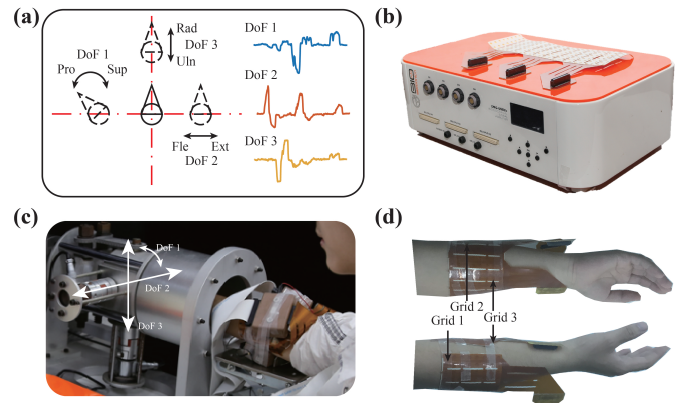 (a)
Rad
DoF 3
Uln
DoF 1
Pro
Sup
Fle
Ext
DoF 2
DoF 1
DoF 2
DoF 3
(b)
(c)
DoF 1
DoF 2
DoF 3
(d)
Grid 2
Grid 1
Grid 3